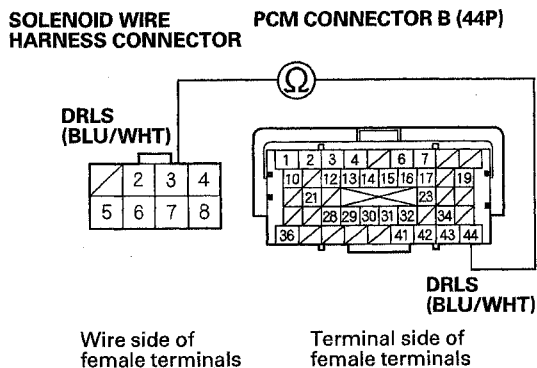 SOLENOID WIRE
HARNESS CONNECTOR
PCM CONNECTOR B (44P)
Ω
DRLS
(BLU/WHT)
2 3 4
5 6 7 8
1 2 3 4 6 7
10 12 13 14 15 16 17 19
21 23
28 29 30 31 32 34
36 41 42 43 44
DRLS
(BLU/WHT)
Wire side of
female terminals
Terminal side of
female terminals